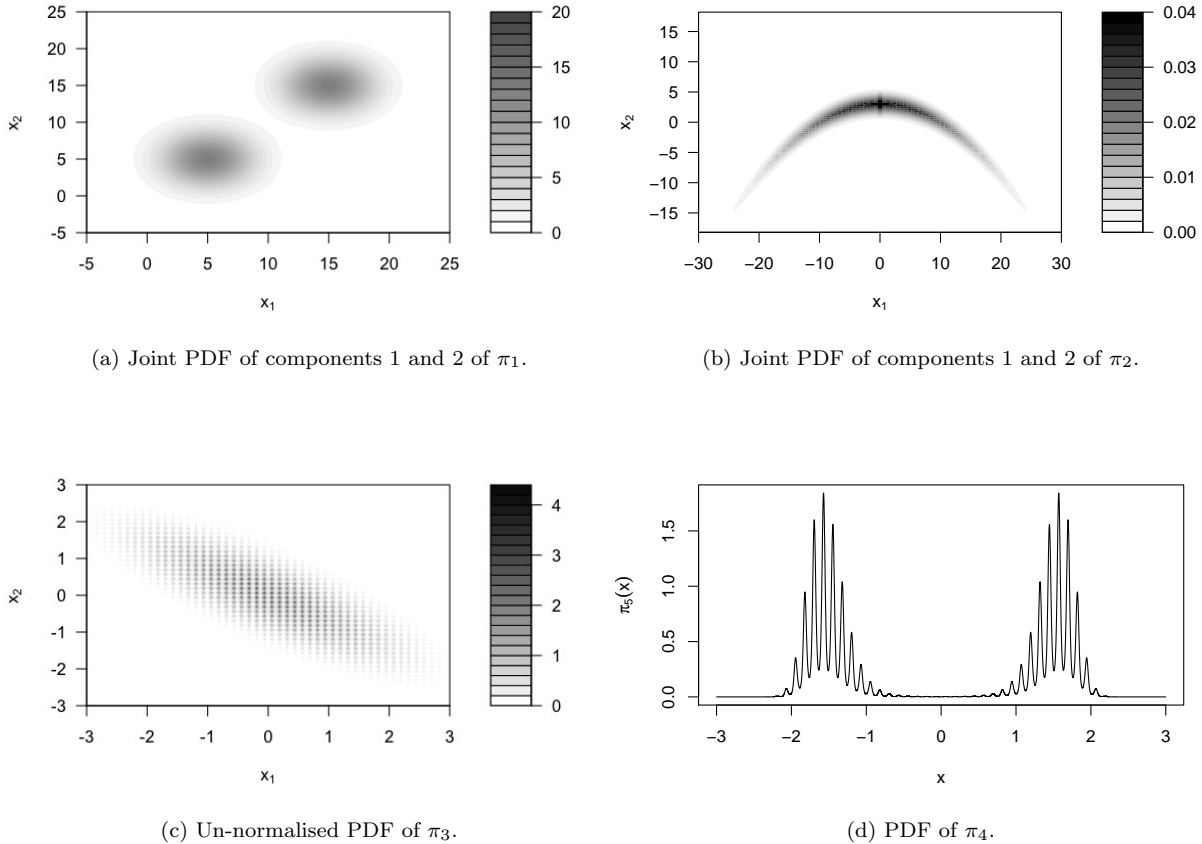 25
20
15
10
5
0
-5
x₂
-5 0 5 10 15 20 25
x₁
20
15
10
5
0
(a) Joint PDF of components 1 and 2 of π₁.
15
10
5
0
−5
−10
−15
x₂
−30 −20 −10 0 10 20 30
x₁
0.04
0.03
0.02
0.01
0.00
(b) Joint PDF of components 1 and 2 of π₂.
3
2
1
0
-1
-2
-3
x₂
-3 -2 -1 0 1 2 3
x₁
4
3
2
1
0
(c) Un-normalised PDF of π₃.
1.5
1.0
0.5
0.0
π₅(x)
−3 −2 −1 0 1 2 3
x
(d) PDF of π₄.